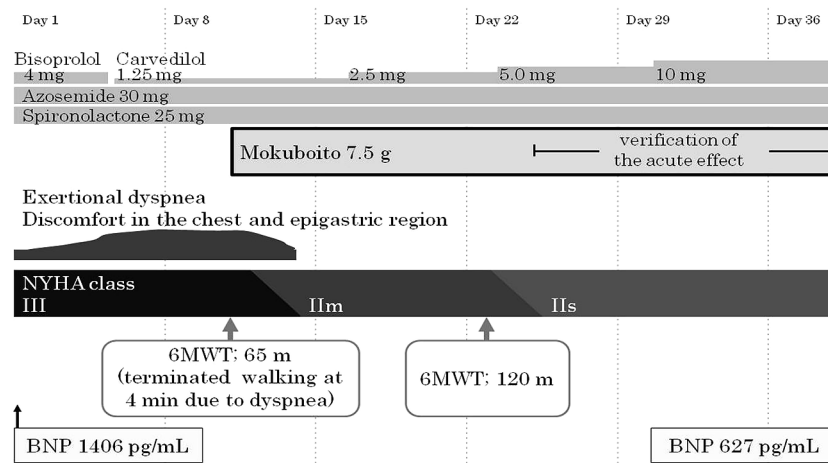 Day 1
Day 8
Day 15
Day 22
Day 29
Day 36
Bisoprolol
Carvedilol
4 mg
1.25 mg
2.5 mg
5.0 mg
10 mg
Azosemide 30 mg
Spironolactone 25 mg
Mokuboito 7.5 g
verification of
the acute effect
Exertional dyspnea
Discomfort in the chest and epigastric region
NYHA class
III
IIm
IIs
6MWT; 65 m
(terminated walking at
4 min due to dyspnea)
6MWT; 120 m
BNP 1406 pg/mL
BNP 627 pg/mL